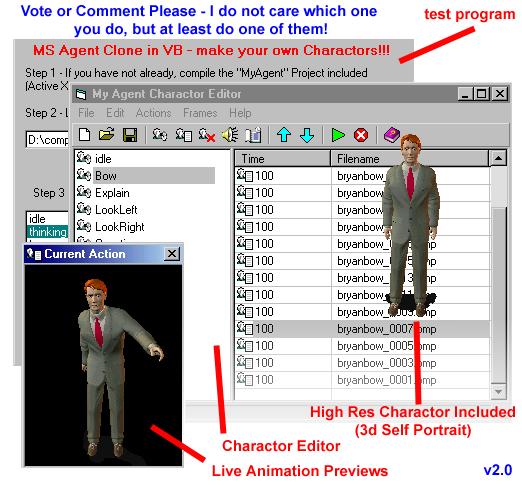 Vote or Comment Please - I do not care which one
you do, but at least do one of them!
test program
MS Agent Clone in VB - make your own Charactors!!!
Step 1 - If you have not already, compile the "MyAgent" Project included
(Active X
My Agent Charactor Editor
Step 2 - L
File Edit Actions Frames Help
D:\comp
idle
Bow
Explain
LookLeft
LookRight
Time Filename
100 bryanbow
100 bryanbow
100 bryanbow
100 bryanbow
100 bryanbow
100
100
100
100 bryanbow_0009.bmp
100 bryanbow_0007.bmp
100 bryanbow_0005.bmp
100 bryanbow_0003.bmp
100 bryanbow_0001.bmp
Step 3
idle
thinking
Current Action
High Res Charactor Included
(3d Self Portrait)
Charactor Editor
Live Animation Previews
v2.0